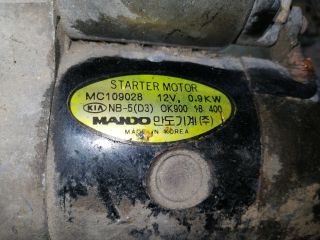 STARTER MOTOR
MC109028 12V, 0.9KW
KIA NB-5(D3) OK900 18 400
MANDO 만도기계(주)
MADE IN KOREA